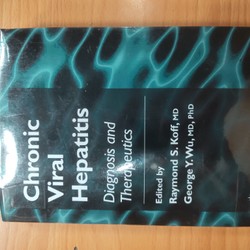 Chronic
Viral
Hepatitis
Diagnosis and
Therapeutics
Edited by
Raymond S. Koff, MD
George Y. Wu, MD, PhD